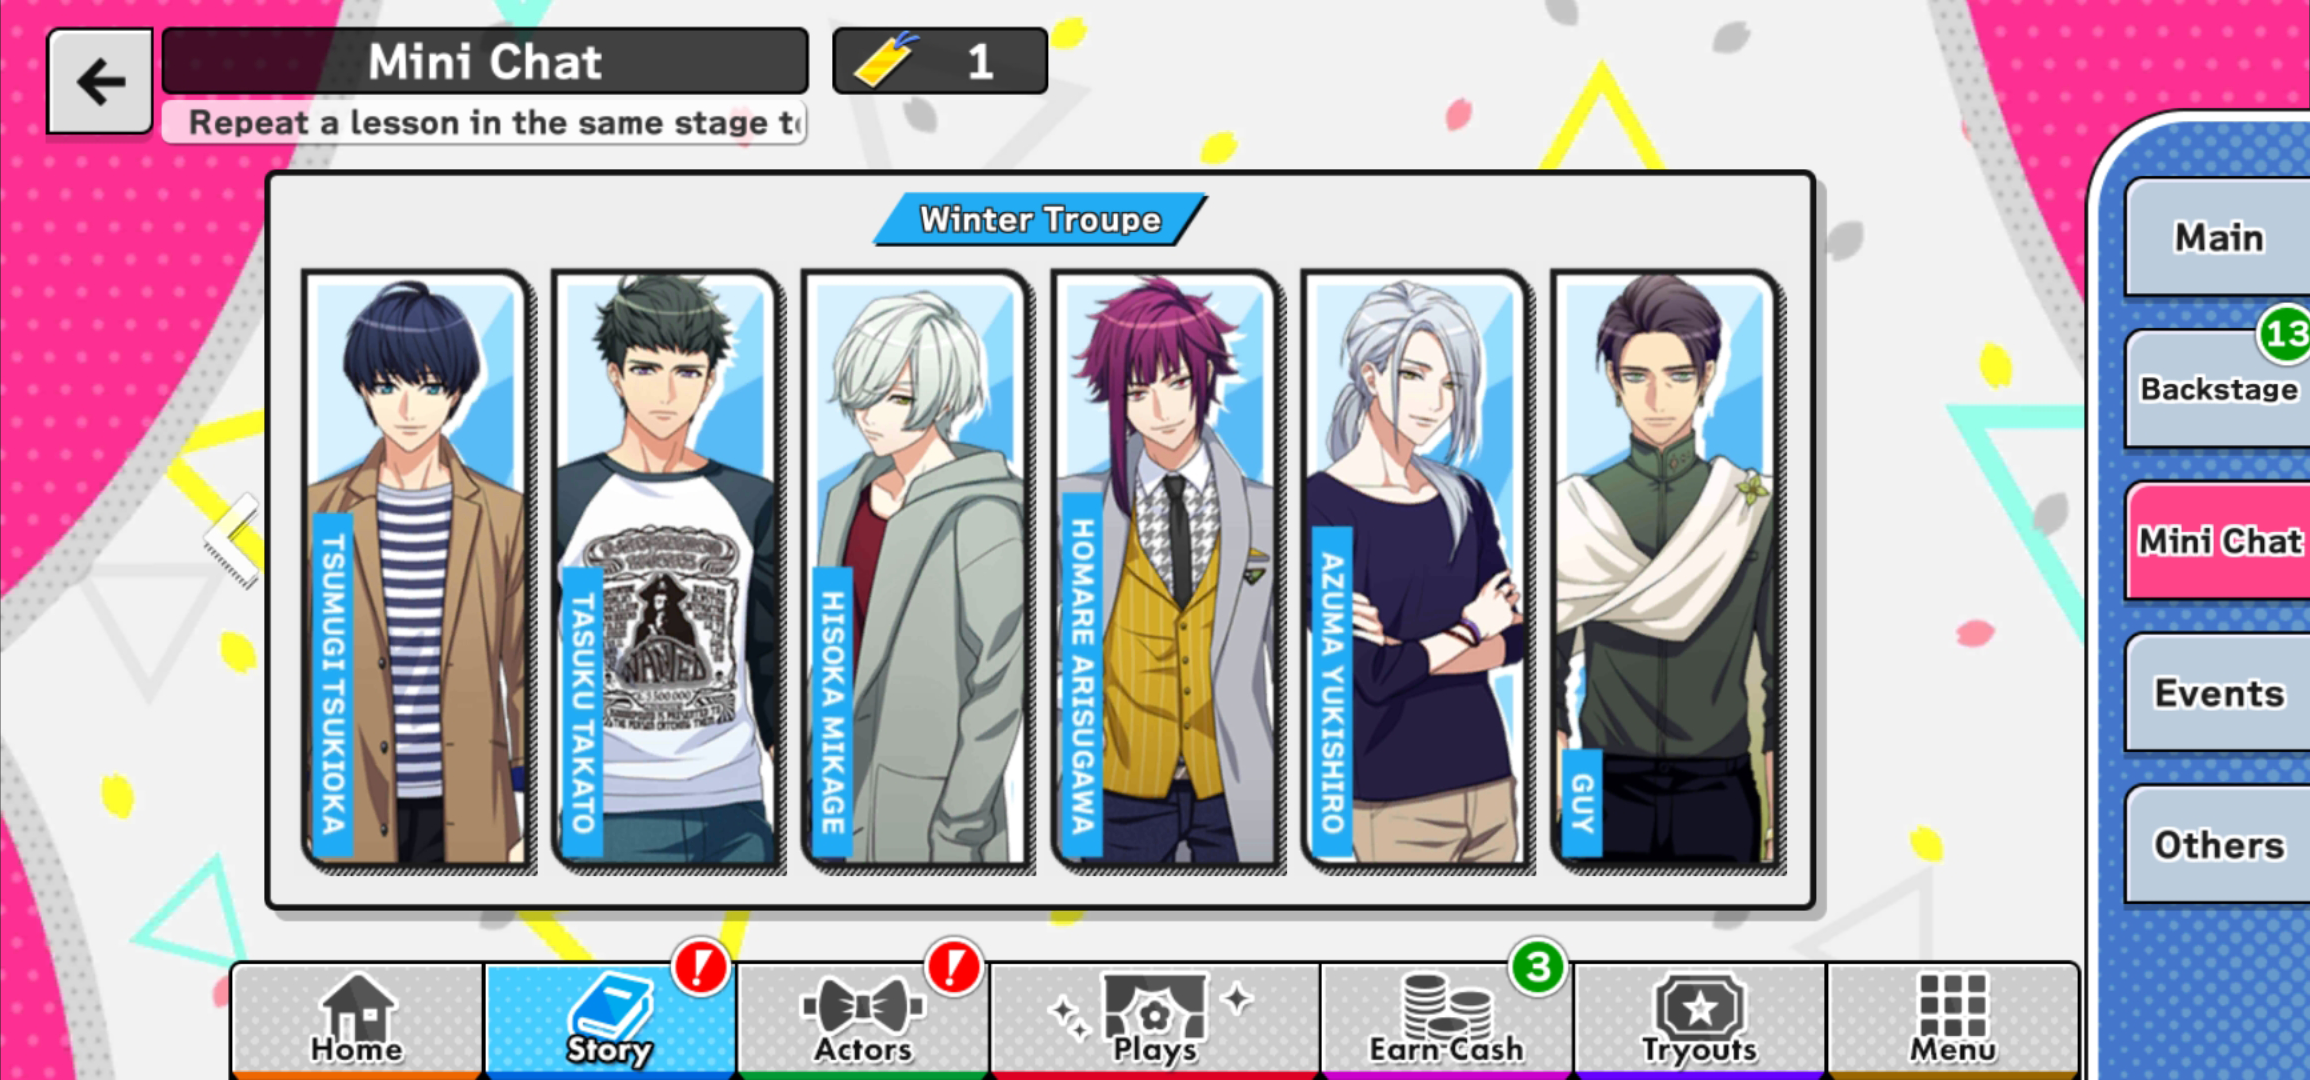 Mini Chat
1
Repeat a lesson in the same stage t
Winter Troupe
TSUMUGI TSUKIOKA
TASUKU TAKATO
WANTED
HISOKA MIKAGE
HOMARE ARISUGAWA
AZUMA YUKISHIRO
GUY
Main
13
Backstage
Mini Chat
Events
Others
!
!
3
Home
Story
Actors
Plays
Earn Cash
Tryouts
Menu